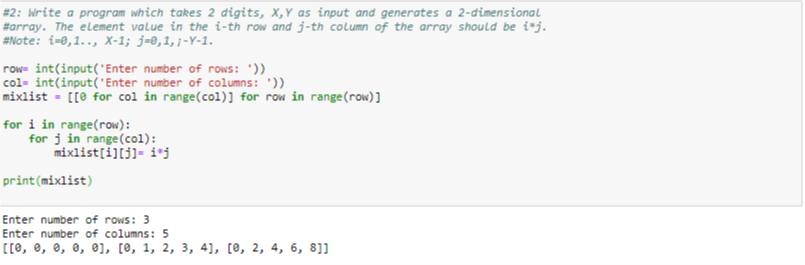 #2: Write a program which takes 2 digits, X,Y as input and generates a 2-dimensional
#array. The element value in the i-th row and j-th column of the array should be i*j.
#Note: i=0,1.., X-1; j=0,1,¡-Y-1.
row= int(input('Enter number of rows: '))
col= int(input('Enter number of columns: '))
mixlist = [[0 for col in range(col)] for row in range(row)]
for i in range(row):
    for j in range(col):
        mixlist[i][j]= i*j
print(mixlist)
Enter number of rows: 3
Enter number of columns: 5
[[0, 0, 0, 0, 0], [0, 1, 2, 3, 4], [0, 2, 4, 6, 8]]